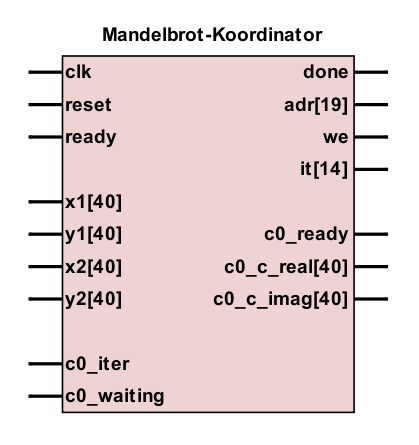 Mandelbrot-Koordinator
clk done
reset adr[19]
ready we
it[14]
x1[40]
y1[40] c0_ready
x2[40] c0_c_real[40]
y2[40] c0_c_imag[40]
c0_iter
c0_waiting